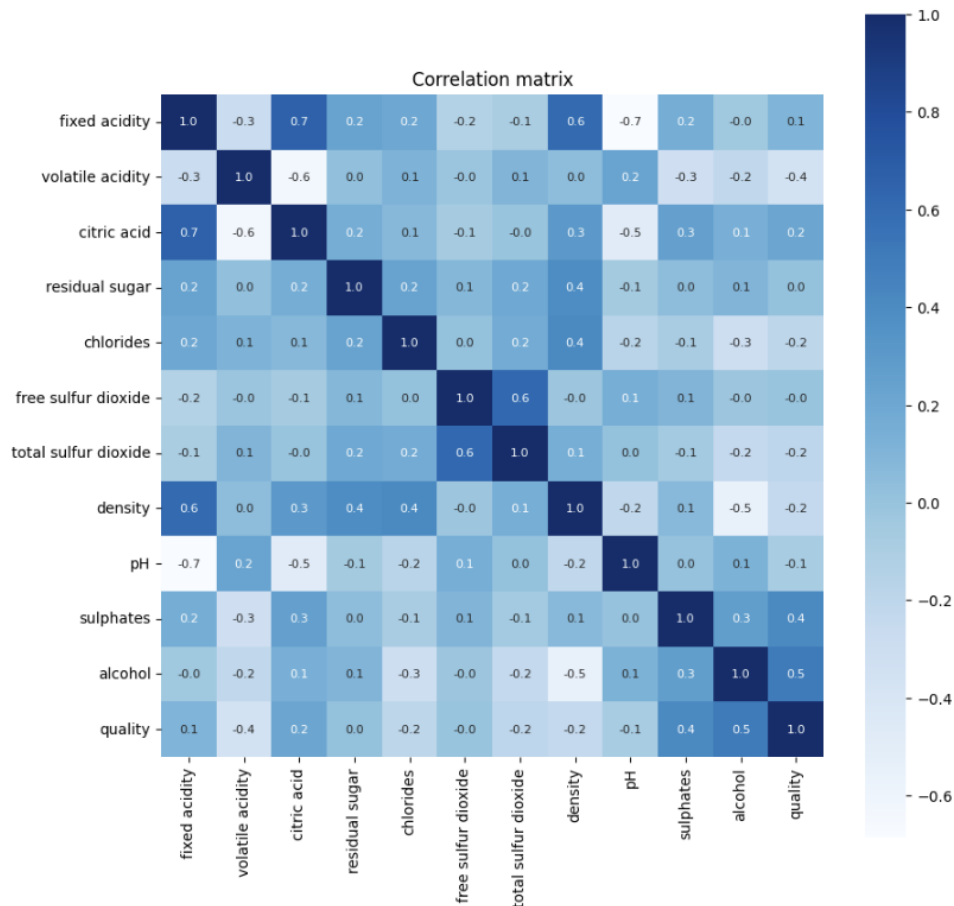 Correlation matrix
fixed acidity 1.0 -0.3 0.7 0.2 0.2 -0.2 -0.1 0.6 -0.7 0.2 -0.0 0.1
volatile acidity -0.3 1.0 -0.6 0.0 0.1 -0.0 0.1 0.0 0.2 -0.3 -0.2 -0.4
citric acid 0.7 -0.6 1.0 0.2 0.1 -0.1 -0.0 0.3 -0.5 0.3 0.1 0.2
residual sugar 0.2 0.0 0.2 1.0 0.2 0.1 0.2 0.4 -0.1 0.0 0.1 0.0
chlorides 0.2 0.1 0.1 0.2 1.0 0.0 0.2 0.4 -0.2 -0.1 -0.3 -0.2
free sulfur dioxide -0.2 -0.0 -0.1 0.1 0.0 1.0 0.6 -0.0 0.1 0.1 -0.0 -0.0
total sulfur dioxide -0.1 0.1 -0.0 0.2 0.2 0.6 1.0 0.1 0.0 -0.1 -0.2 -0.2
density 0.6 0.0 0.3 0.4 0.4 -0.0 0.1 1.0 -0.2 0.1 -0.5 -0.2
pH -0.7 0.2 -0.5 -0.1 -0.2 0.1 0.0 -0.2 1.0 0.0 0.1 -0.1
sulphates 0.2 -0.3 0.3 0.0 -0.1 0.1 -0.1 0.1 0.0 1.0 0.3 0.4
alcohol -0.0 -0.2 0.1 0.1 -0.3 -0.0 -0.2 -0.5 0.1 0.3 1.0 0.5
quality 0.1 -0.4 0.2 0.0 -0.2 -0.0 -0.2 -0.2 -0.1 0.4 0.5 1.0
fixed acidity
volatile acidity
citric acid
residual sugar
chlorides
free sulfur dioxide
total sulfur dioxide
density
pH
sulphates
alcohol
quality
1.0
0.8
0.6
0.4
0.2
0.0
-0.2
-0.4
-0.6